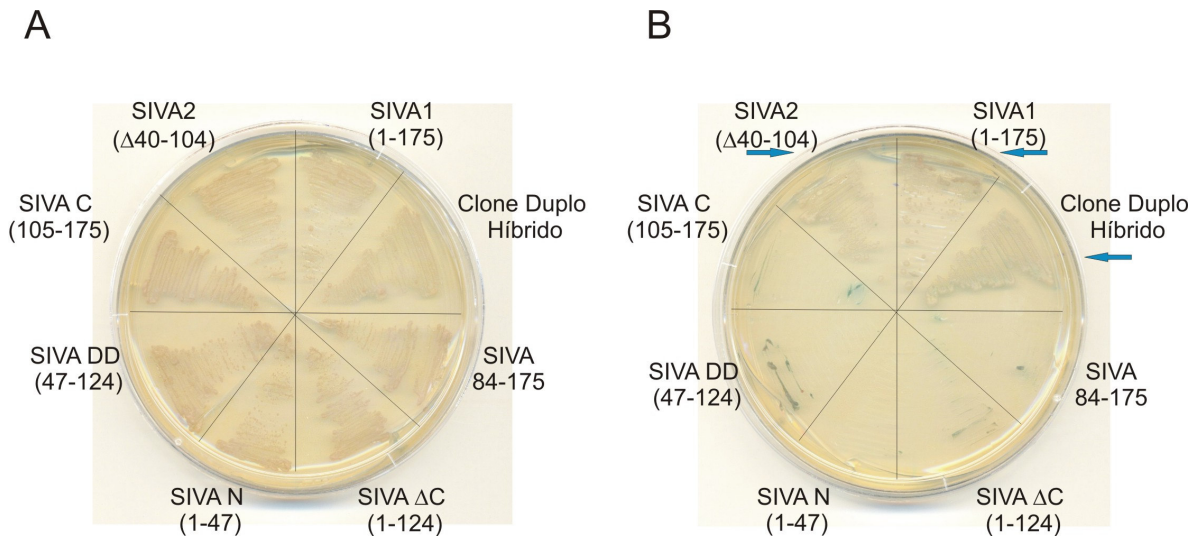 A
B
SIVA2
(Δ40-104)
SIVA1
(1-175)
SIVA C
(105-175)
Clone Duplo
Híbrido
SIVA DD
(47-124)
SIVA
84-175
SIVA N
(1-47)
SIVA ΔC
(1-124)
SIVA2
(Δ40-104)
SIVA1
(1-175)
SIVA C
(105-175)
Clone Duplo
Híbrido
SIVA DD
(47-124)
SIVA
84-175
SIVA N
(1-47)
SIVA ΔC
(1-124)